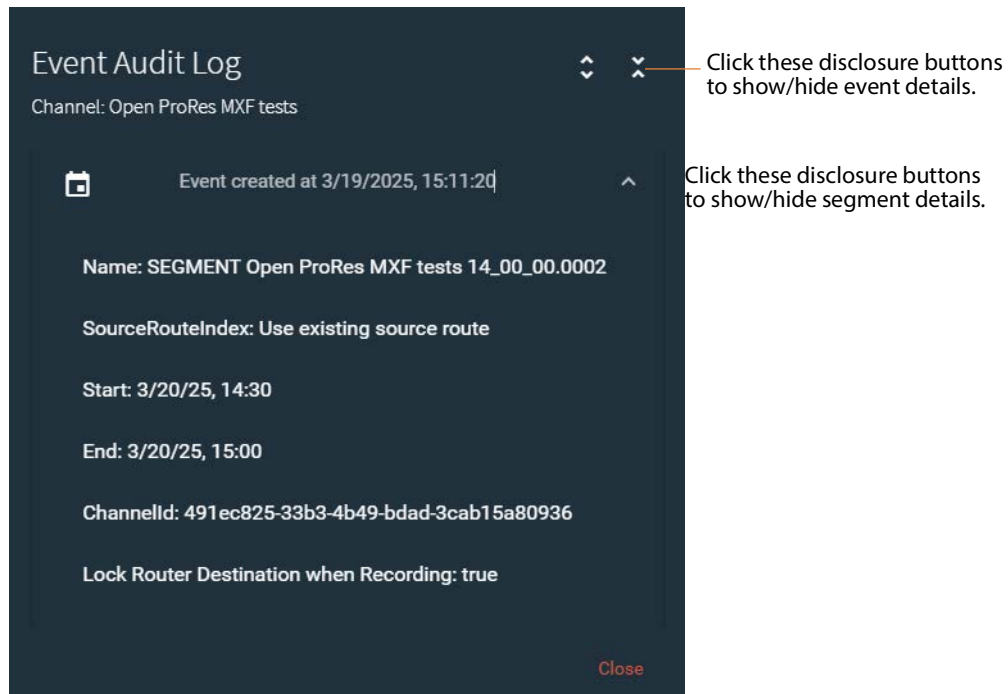 Event Audit Log
Channel: Open ProRes MXF tests
Click these disclosure buttons
to show/hide event details.
Event created at 3/19/2025, 15:11:20
Click these disclosure buttons
to show/hide segment details.
Name: SEGMENT Open ProRes MXF tests 14_00_00.0002
SourceRouteIndex: Use existing source route
Start: 3/20/25, 14:30
End: 3/20/25, 15:00
ChannelId: 491ec825-33b3-4b49-bdad-3cab15a80936
Lock Router Destination when Recording: true
Close